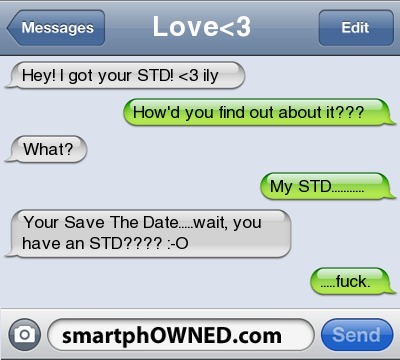 Messages
Love<3
Edit
Hey! I got your STD! <3 ily
How'd you find out about it???
What?
My STD...........
Your Save The Date.....wait, you
have an STD???? :-O
.....fuck.
smartphOWNED.com
Send